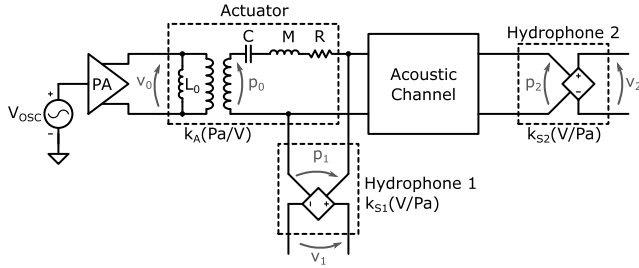 Actuator
C M R
Hydrophone 2
PA
v0
L0
p0
Acoustic
Channel
p2
+
−
v2
VOSC
+
-
kA(Pa/V)
kS2(V/Pa)
p1
Hydrophone 1
kS1(V/Pa)
- +
v1